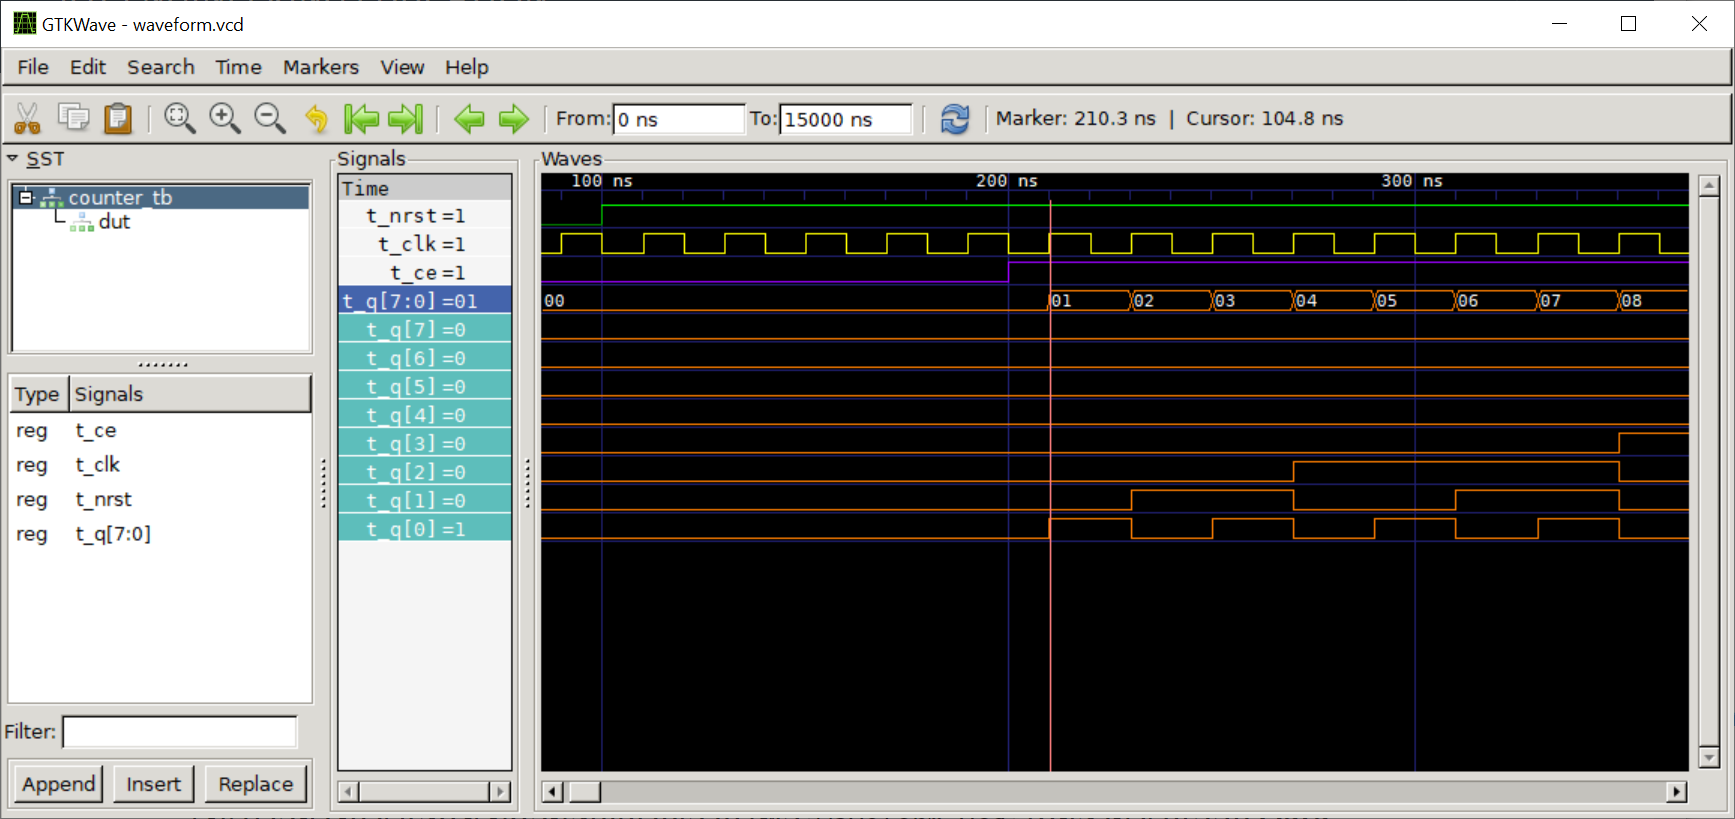 GTKWave - waveform.vcd
File Edit Search Time Markers View Help
From: 0 ns To: 15000 ns Marker: 210.3 ns | Cursor: 104.8 ns
SST
counter_tb
dut
Type Signals
reg t_ce
reg t_clk
reg t_nrst
reg t_q[7:0]
Filter:
Append Insert Replace
Signals
Time
t_nrst=1
t_clk=1
t_ce=1
t_q[7:0]=01
t_q[7]=0
t_q[6]=0
t_q[5]=0
t_q[4]=0
t_q[3]=0
t_q[2]=0
t_q[1]=0
t_q[0]=1
Waves
100 ns 200 ns 300 ns
00 01 02 03 04 05 06 07 08